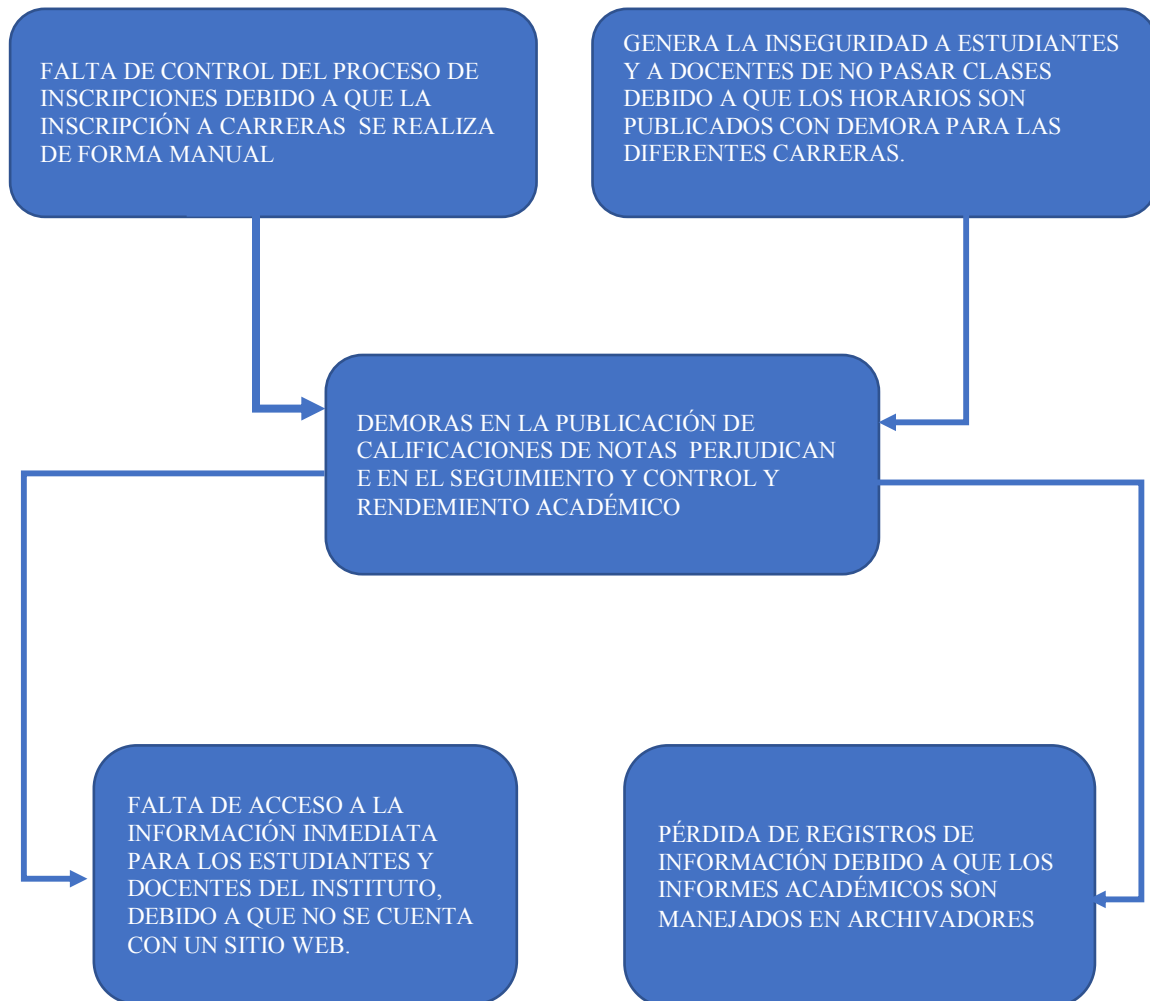 FALTA DE CONTROL DEL PROCESO DE
INSCRIPCIONES DEBIDO A QUE LA
INSCRIPCIÓN A CARRERAS SE REALIZA
DE FORMA MANUAL
GENERA LA INSEGURIDAD A ESTUDIANTES
Y A DOCENTES DE NO PASAR CLASES
DEBIDO A QUE LOS HORARIOS SON
PUBLICADOS CON DEMORA PARA LAS
DIFERENTES CARRERAS.
DEMORAS EN LA PUBLICACIÓN DE
CALIFICACIONES DE NOTAS PERJUDICAN
E EN EL SEGUIMIENTO Y CONTROL Y
RENDEMIENTO ACADÉMICO
FALTA DE ACCESO A LA
INFORMACIÓN INMEDIATA
PARA LOS ESTUDIANTES Y
DOCENTES DEL INSTITUTO,
DEBIDO A QUE NO SE CUENTA
CON UN SITIO WEB.
PÉRDIDA DE REGISTROS DE
INFORMACIÓN DEBIDO A QUE LOS
INFORMES ACADÉMICOS SON
MANEJADOS EN ARCHIVADORES